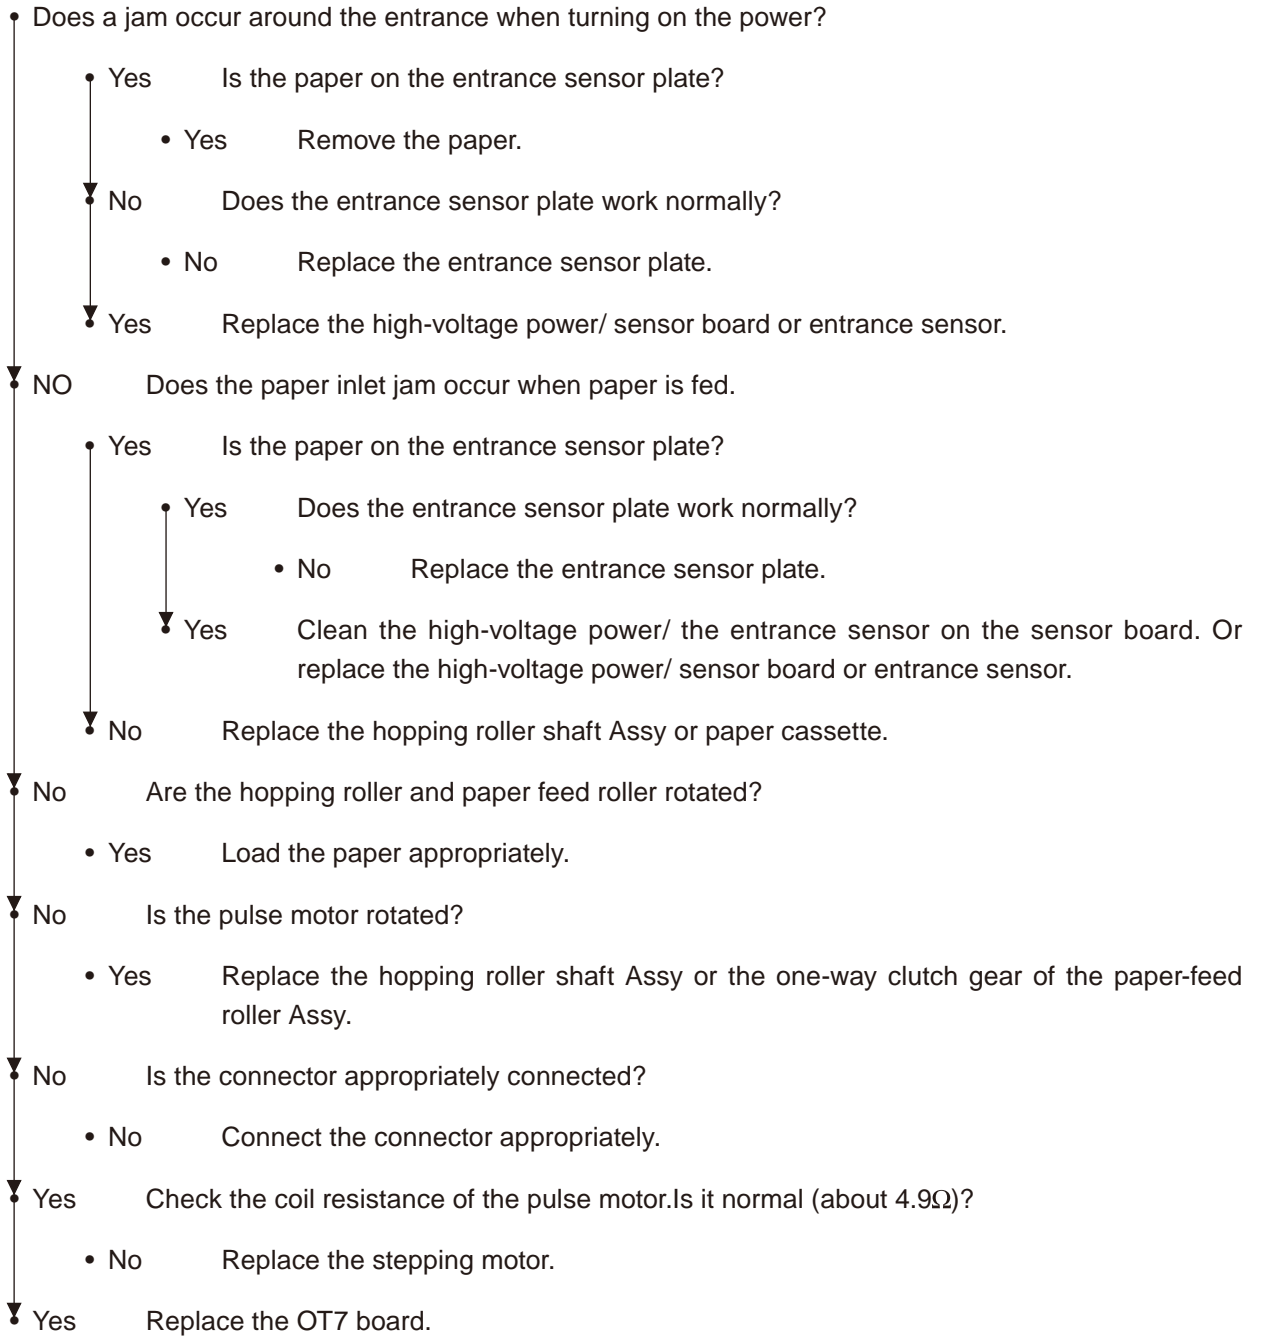 • Does a jam occur around the entrance when turning on the power?
• Yes Is the paper on the entrance sensor plate?
• Yes Remove the paper.
• No Does the entrance sensor plate work normally?
• No Replace the entrance sensor plate.
• Yes Replace the high-voltage power/ sensor board or entrance sensor.
• NO Does the paper inlet jam occur when paper is fed.
• Yes Is the paper on the entrance sensor plate?
• Yes Does the entrance sensor plate work normally?
• No Replace the entrance sensor plate.
• Yes Clean the high-voltage power/ the entrance sensor on the sensor board. Or
replace the high-voltage power/ sensor board or entrance sensor.
• No Replace the hopping roller shaft Assy or paper cassette.
• No Are the hopping roller and paper feed roller rotated?
• Yes Load the paper appropriately.
• No Is the pulse motor rotated?
• Yes Replace the hopping roller shaft Assy or the one-way clutch gear of the paper-feed
roller Assy.
• No Is the connector appropriately connected?
• No Connect the connector appropriately.
• Yes Check the coil resistance of the pulse motor.Is it normal (about 4.9Ω)?
• No Replace the stepping motor.
• Yes Replace the OT7 board.